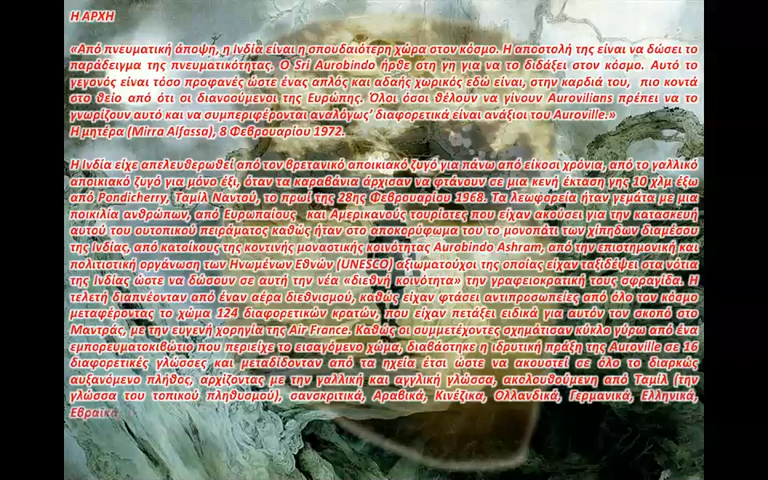 Η ΑΡΧΗ
«Από πνευματική άποψη, η Ινδία είναι η σπουδαιότερη χώρα στον κόσμο. Η αποστολή της είναι να δώσει το
παράδειγμα της πνευματικότητας. Ο Sri Aurobindo ήρθε στη γη για να το διδάξει στον κόσμο. Αυτό το
γεγονός είναι τόσο προφανές ώστε ένας απλός και αδαής χωρικός εδώ είναι, στην καρδιά του, πιο κοντά
στο θείο από ότι οι διανοούμενοι της Ευρώπης. Όλοι όσοι θέλουν να γίνουν Aurovilians πρέπει να το
γνωρίζουν αυτό και να συμπεριφέρονται αναλόγως' διαφορετικά είναι ανάξιοι του Auroville.»
Η μητέρα (Mirra Alfassa), 8 Φεβρουαρίου 1972.
Η Ινδία είχε απελευθερωθεί από τον βρετανικό αποικιακό ζυγό για πάνω από είκοσι χρόνια, από το γαλλικό
αποικιακό ζυγό για μόνο έξι, όταν τα καραβάνια άρχισαν να φτάνουν σε μια κενή έκταση γης 10 χλμ έξω
από Pondicherry, Ταμίλ Ναντού, το πρωί της 28ης Φεβρουαρίου 1968. Τα λεωφορεία ήταν γεμάτα με μια
ποικιλία ανθρώπων, από Ευρωπαίους και Αμερικανούς τουρίστες που είχαν ακούσει για την κατασκευή
αυτού του ουτοπικού πειράματος καθώς ήταν στο αποκορύφωμα του το μονοπάτι των χίπηδων διαμέσου
της Ινδίας, από κατοίκους της κοντινής μοναστικής κοινότητας Aurobindo Ashram, από την επιστημονική και
πολιτιστική οργάνωση των Ηνωμένων Εθνών (UNESCO) αξιωματούχοι της οποίας είχαν ταξιδέψει στα νότια
της Ινδίας ώστε να δώσουν σε αυτή την νέα «διεθνή κοινότητα» την γραφειοκρατική τους σφραγίδα. Η
τελετή διαπνέονταν από έναν αέρα διεθνισμού, καθώς είχαν φτάσει αντιπροσωπείες από όλο τον κόσμο
μεταφέροντας το χώμα 124 διαφορετικών κρατών, που είχαν πετάξει ειδικά για αυτόν τον σκοπό στο
Μαντράς, με την ευγενή χορηγία της Air France. Καθώς οι συμμετέχοντες σχημάτισαν κύκλο γύρω από ένα
εμπορευματοκιβώτιο που περιείχε το εισαγόμενο χώμα, διαβάστηκε η ιδρυτική πράξη της Auroville σε 16
διαφορετικές γλώσσες και μεταδίδονταν από τα ηχεία έτσι ώστε να ακουστεί σε όλο το διαρκώς
αυξανόμενο πλήθος, αρχίζοντας με την γαλλική και αγγλική γλώσσα, ακολουθούμενη από Ταμίλ (την
γλώσσα του τοπικού πληθυσμού), σανσκριτικά, Αραβικά, Κινέζικα, Ολλανδικά, Γερμανικά, Ελληνικά,
Εβραϊκά